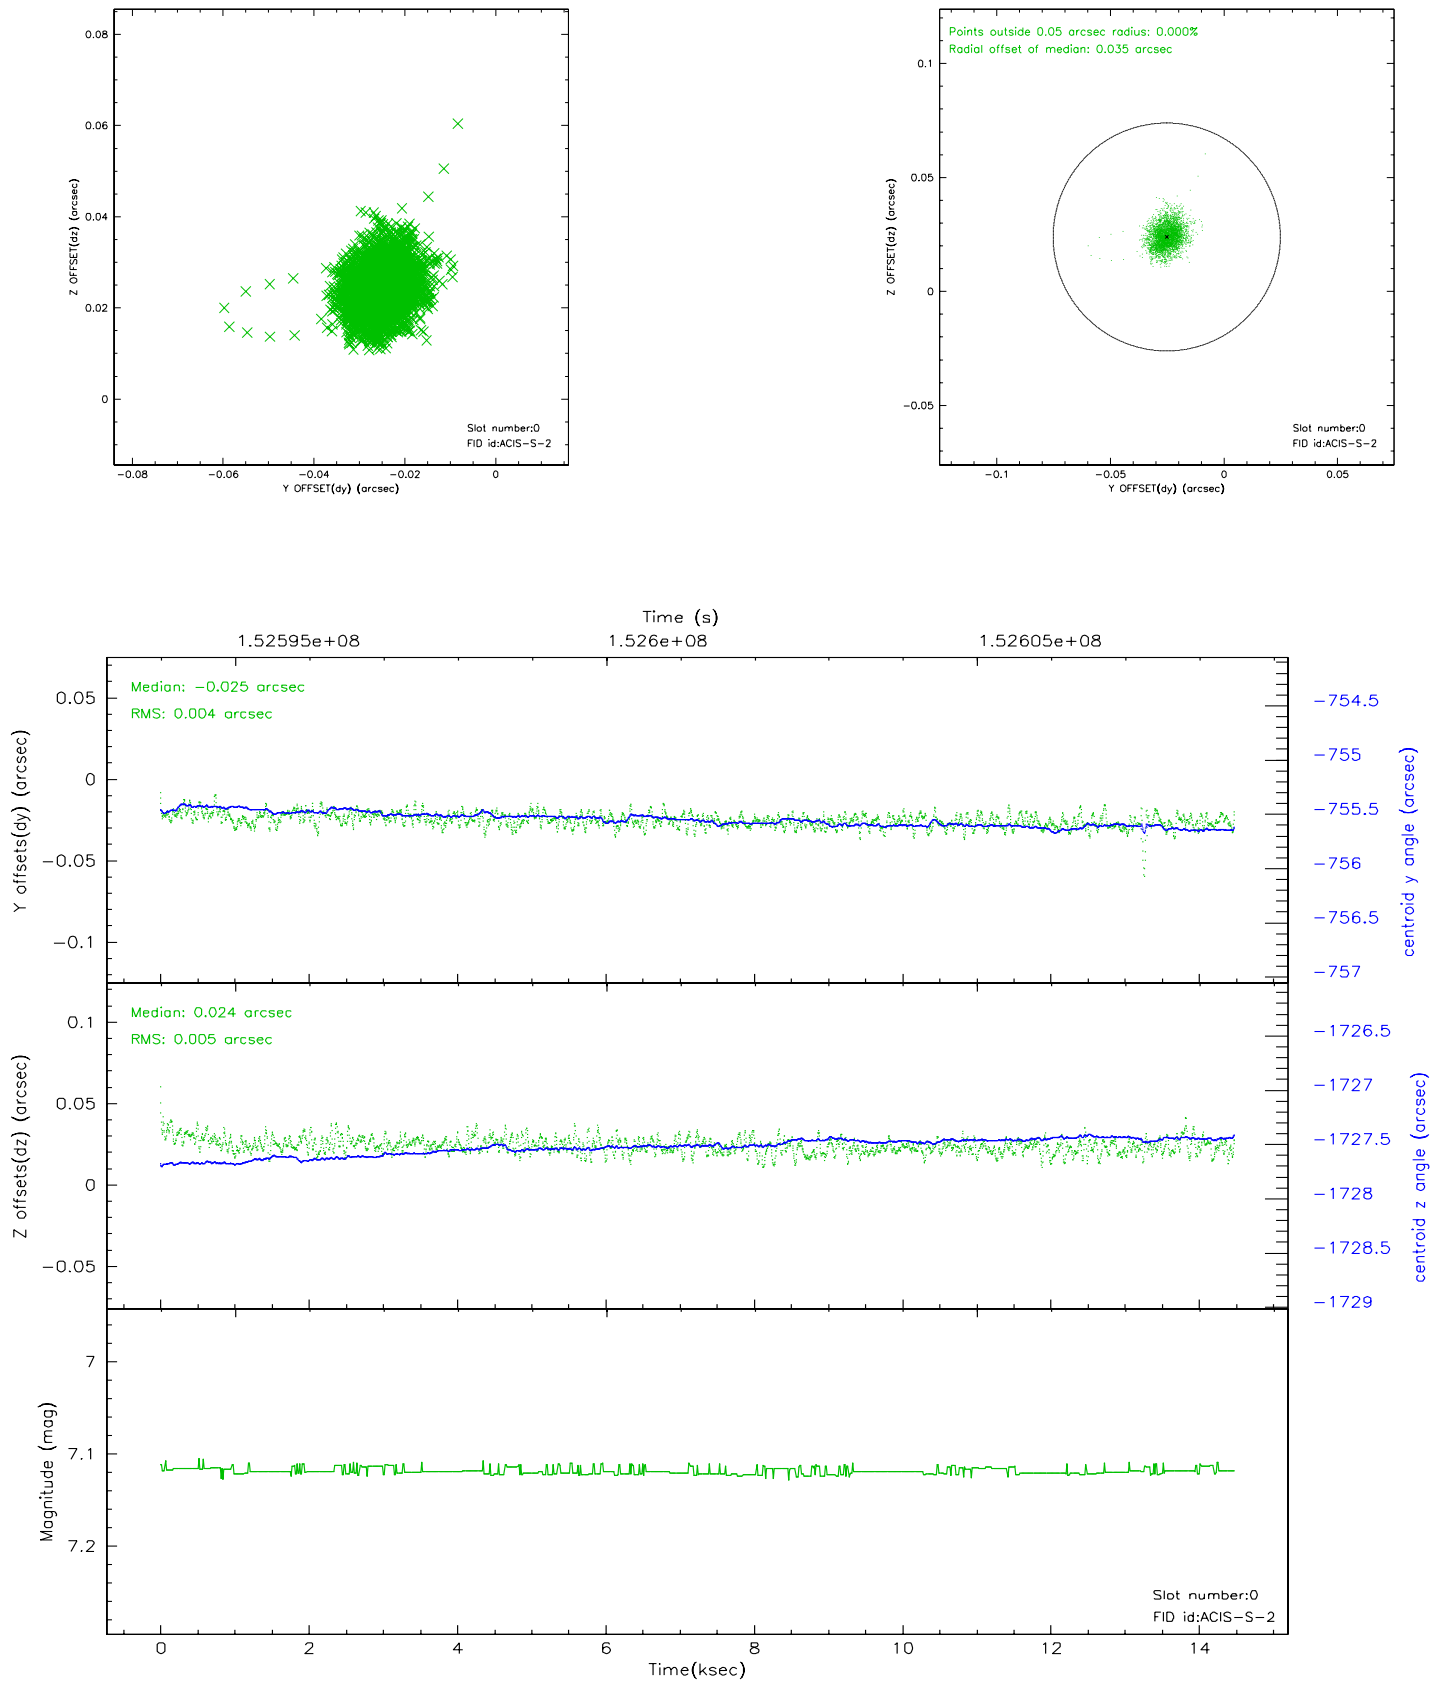 0.08
0.06
0.04
0.02
0
Z OFFSET(dz) (arcsec)
Slot number:0
FID id:ACIS-S-2
-0.08
-0.06
-0.04
-0.02
0
Y OFFSET(dy) (arcsec)
Points outside 0.05 arcsec radius: 0.000%
Radial offset of median: 0.035 arcsec
0.1
0.05
0
-0.05
Z OFFSET(dz) (arcsec)
Slot number:0
FID id:ACIS-S-2
-0.1
-0.05
0
0.05
Y OFFSET(dy) (arcsec)
Time (s)
1.52595e+08
1.526e+08
1.52605e+08
Median: -0.025 arcsec
RMS: 0.004 arcsec
0.05
0
-0.05
-0.1
Y offsets(dy) (arcsec)
-754.5
-755
-755.5
-756
-756.5
-757
centroid y angle (arcsec)
Median: 0.024 arcsec
RMS: 0.005 arcsec
0.1
0.05
0
-0.05
Z offsets(dz) (arcsec)
-1726.5
-1727
-1727.5
-1728
-1728.5
-1729
centroid z angle (arcsec)
7
7.1
7.2
Magnitude (mag)
Slot number:0
FID id:ACIS-S-2
0
2
4
6
8
10
12
14
Time(ksec)